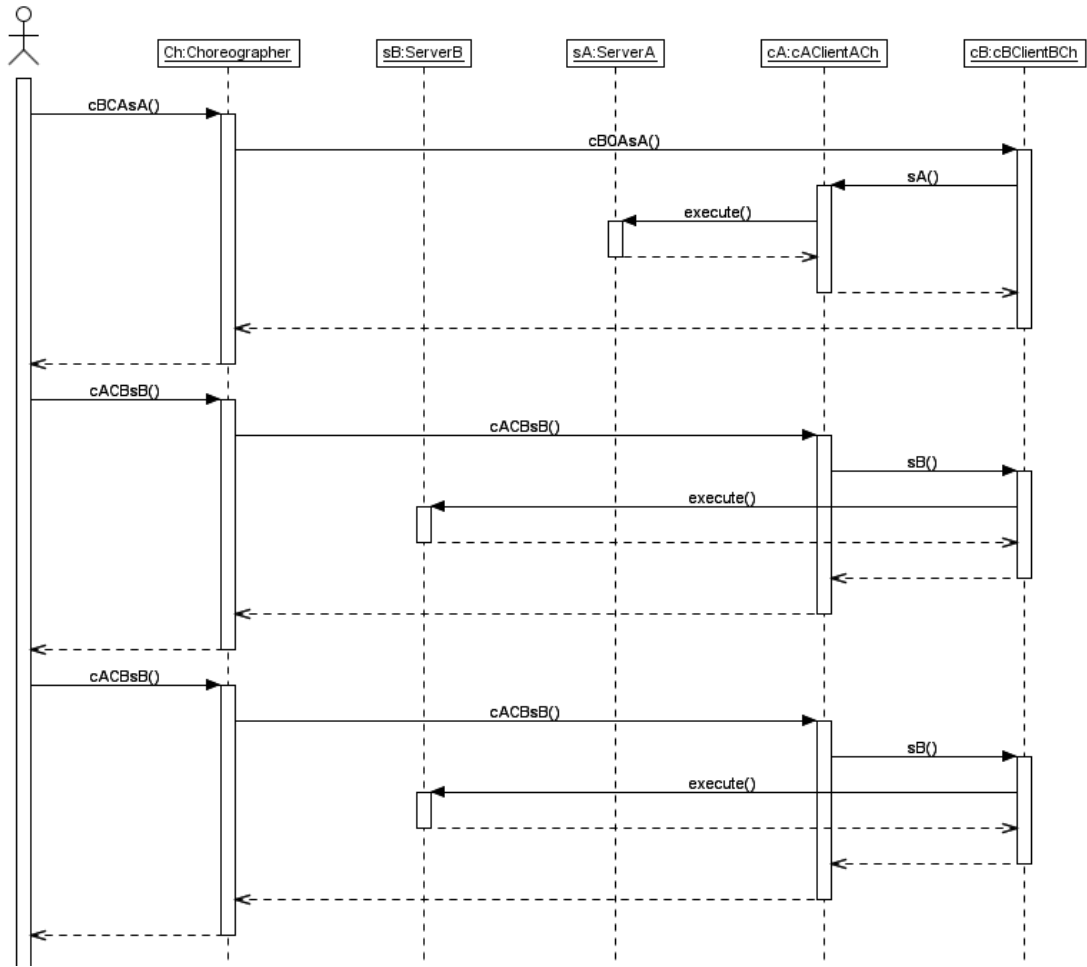 Ch:Choreographer sB:ServerB sA:ServerA cA:cAClientACh cB:cBClientBCh
cBCAsA()
cBOAsA()
sA()
execute()
cACBsB()
cACBsB()
sB()
execute()
cACBsB()
cACBsB()
sB()
execute()